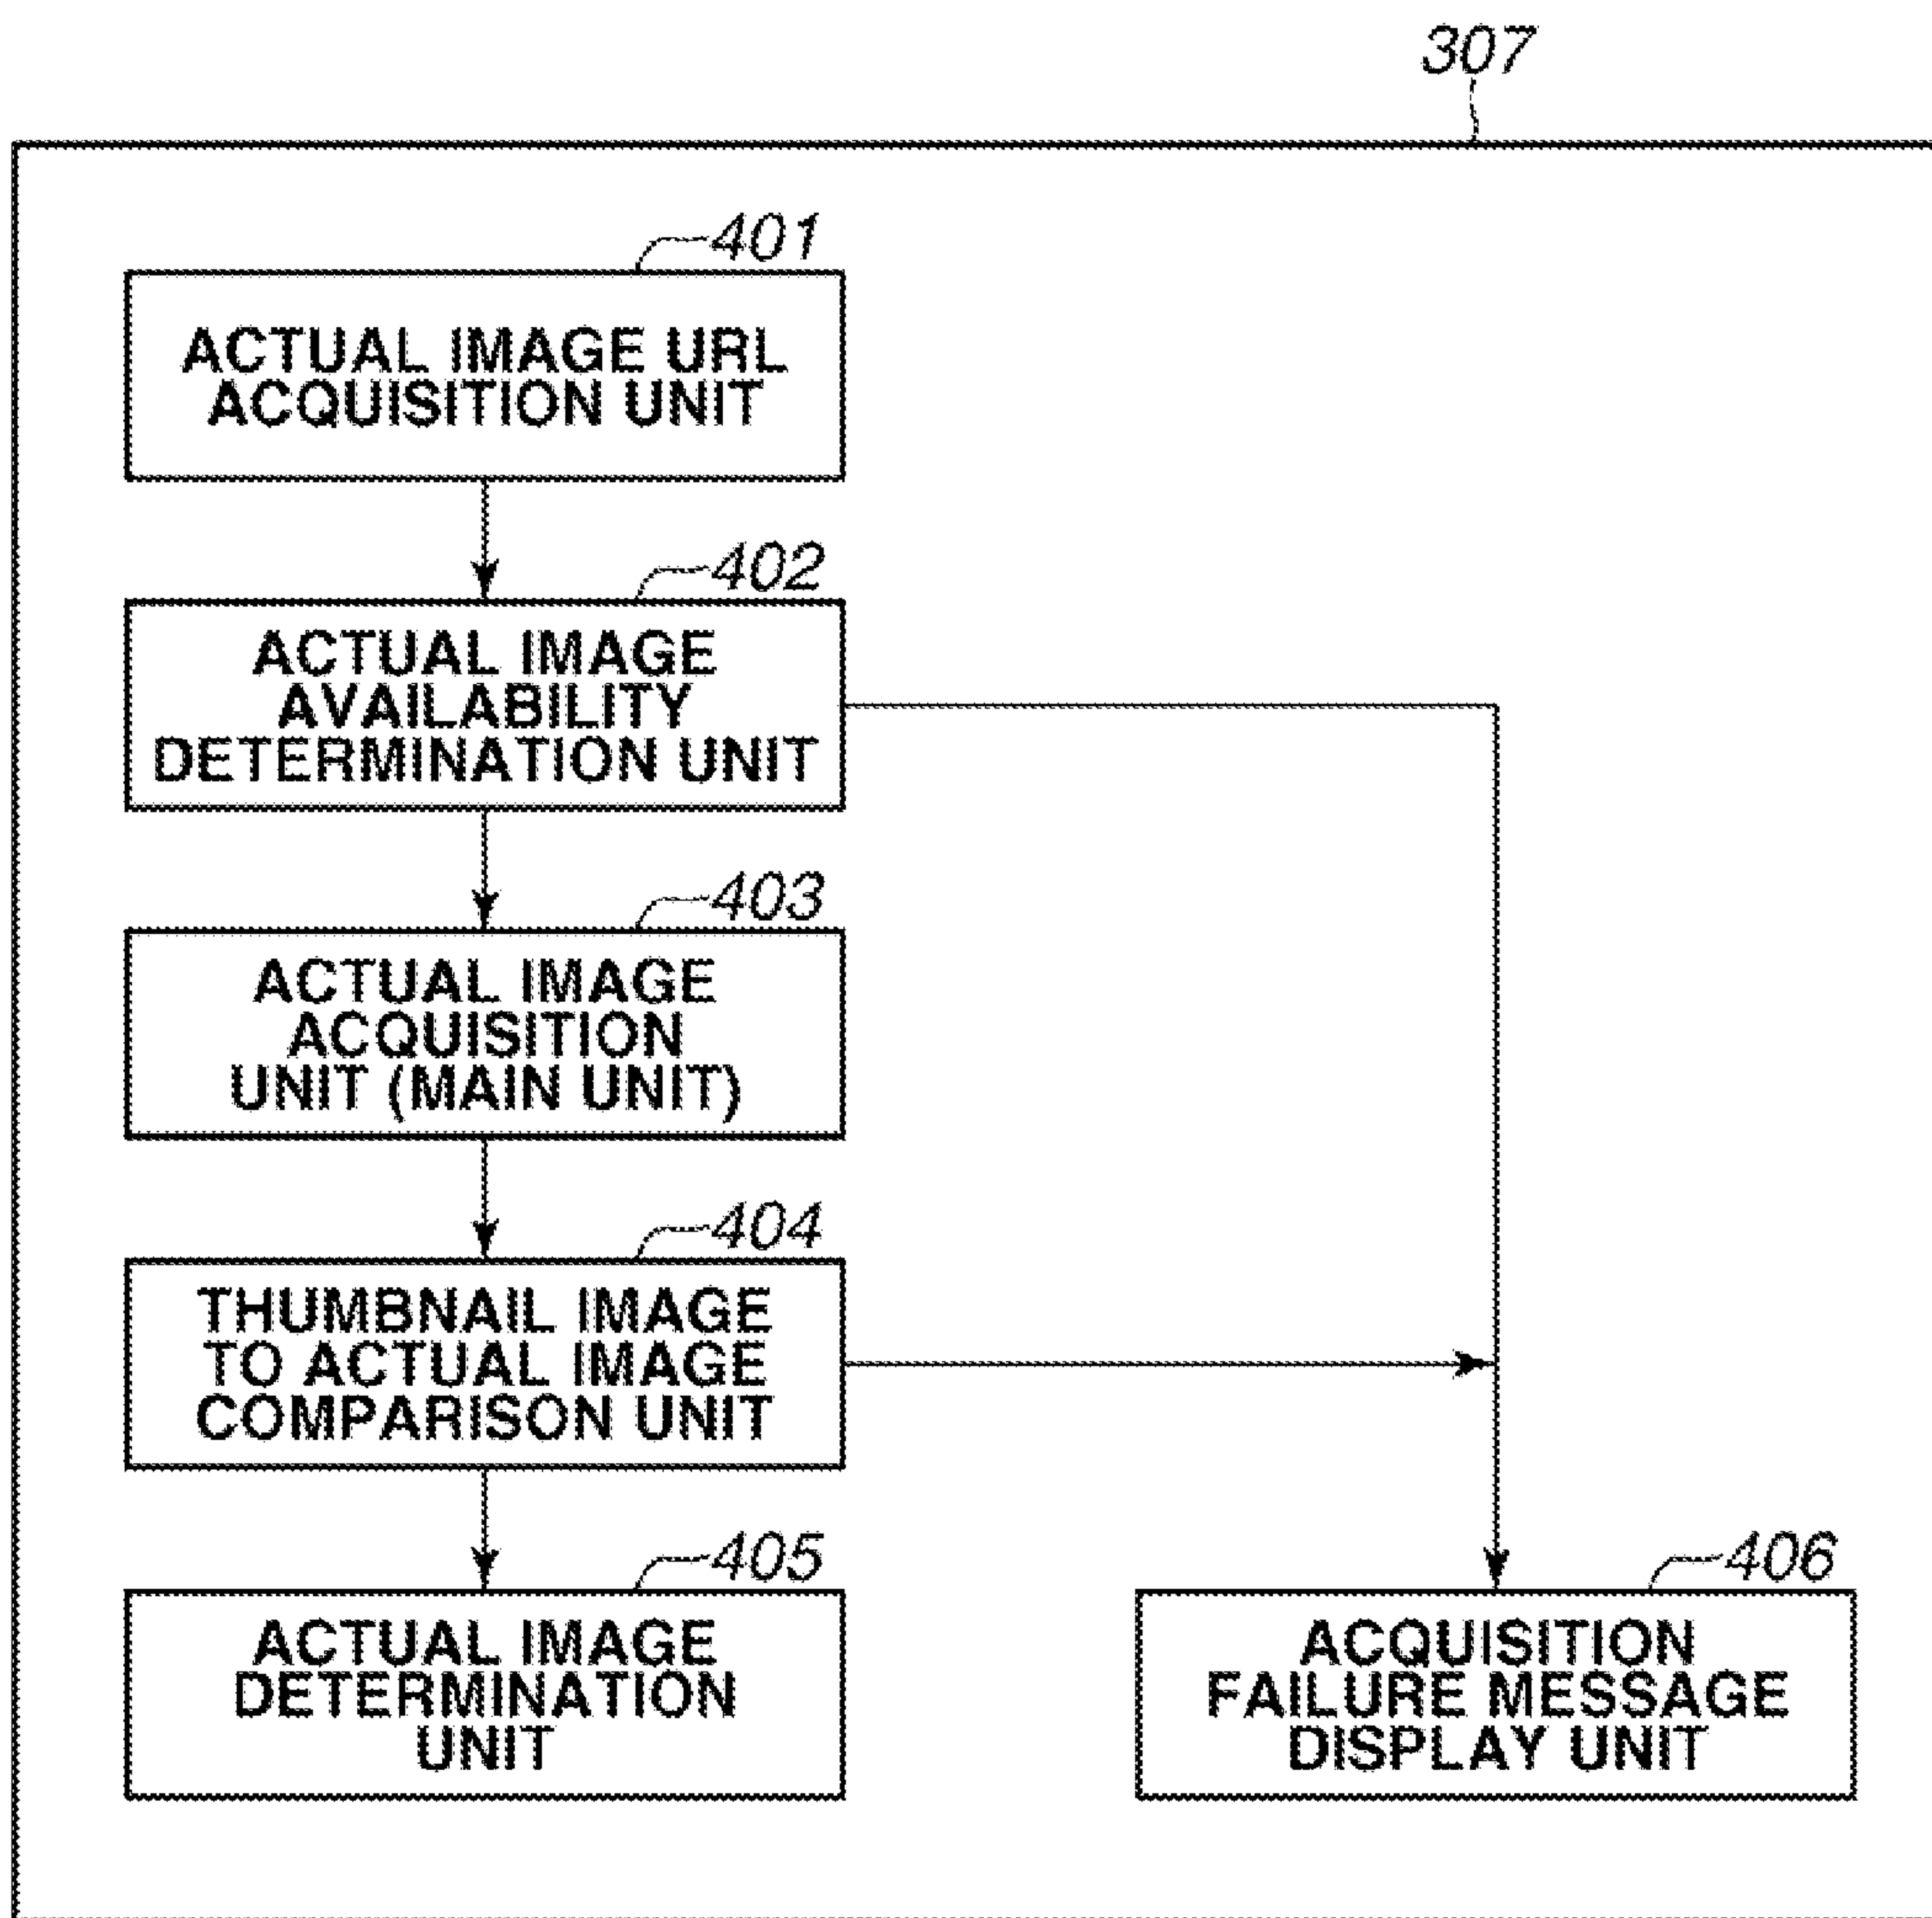 307
401
ACTUAL IMAGE URL
ACQUISITION UNIT
402
ACTUAL IMAGE
AVAILABILITY
DETERMINATION UNIT
403
ACTUAL IMAGE
ACQUISITION
UNIT (MAIN UNIT)
404
THUMBNAIL IMAGE
TO ACTUAL IMAGE
COMPARISON UNIT
405
ACTUAL IMAGE
DETERMINATION
UNIT
406
ACQUISITION
FAILURE MESSAGE
DISPLAY UNIT